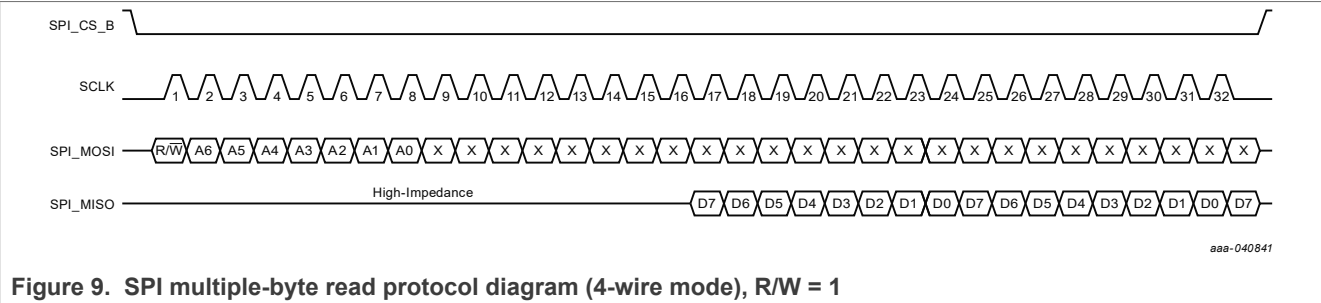 SPI_CS_B
SCLK 1 2 3 4 5 6 7 8 9 10 11 12 13 14 15 16 17 18 19 20 21 22 23 24 25 26 27 28 29 30 31 32
SPI_MOSI R/W̅ A6 A5 A4 A3 A2 A1 A0 X X X X X X X X X X X X X X X X X X X X X X X X X
High-Impedance
SPI_MISO D7 D6 D5 D4 D3 D2 D1 D0 D7 D6 D5 D4 D3 D2 D1 D0 D7
aaa-040841
Figure 9. SPI multiple-byte read protocol diagram (4-wire mode), R/W = 1